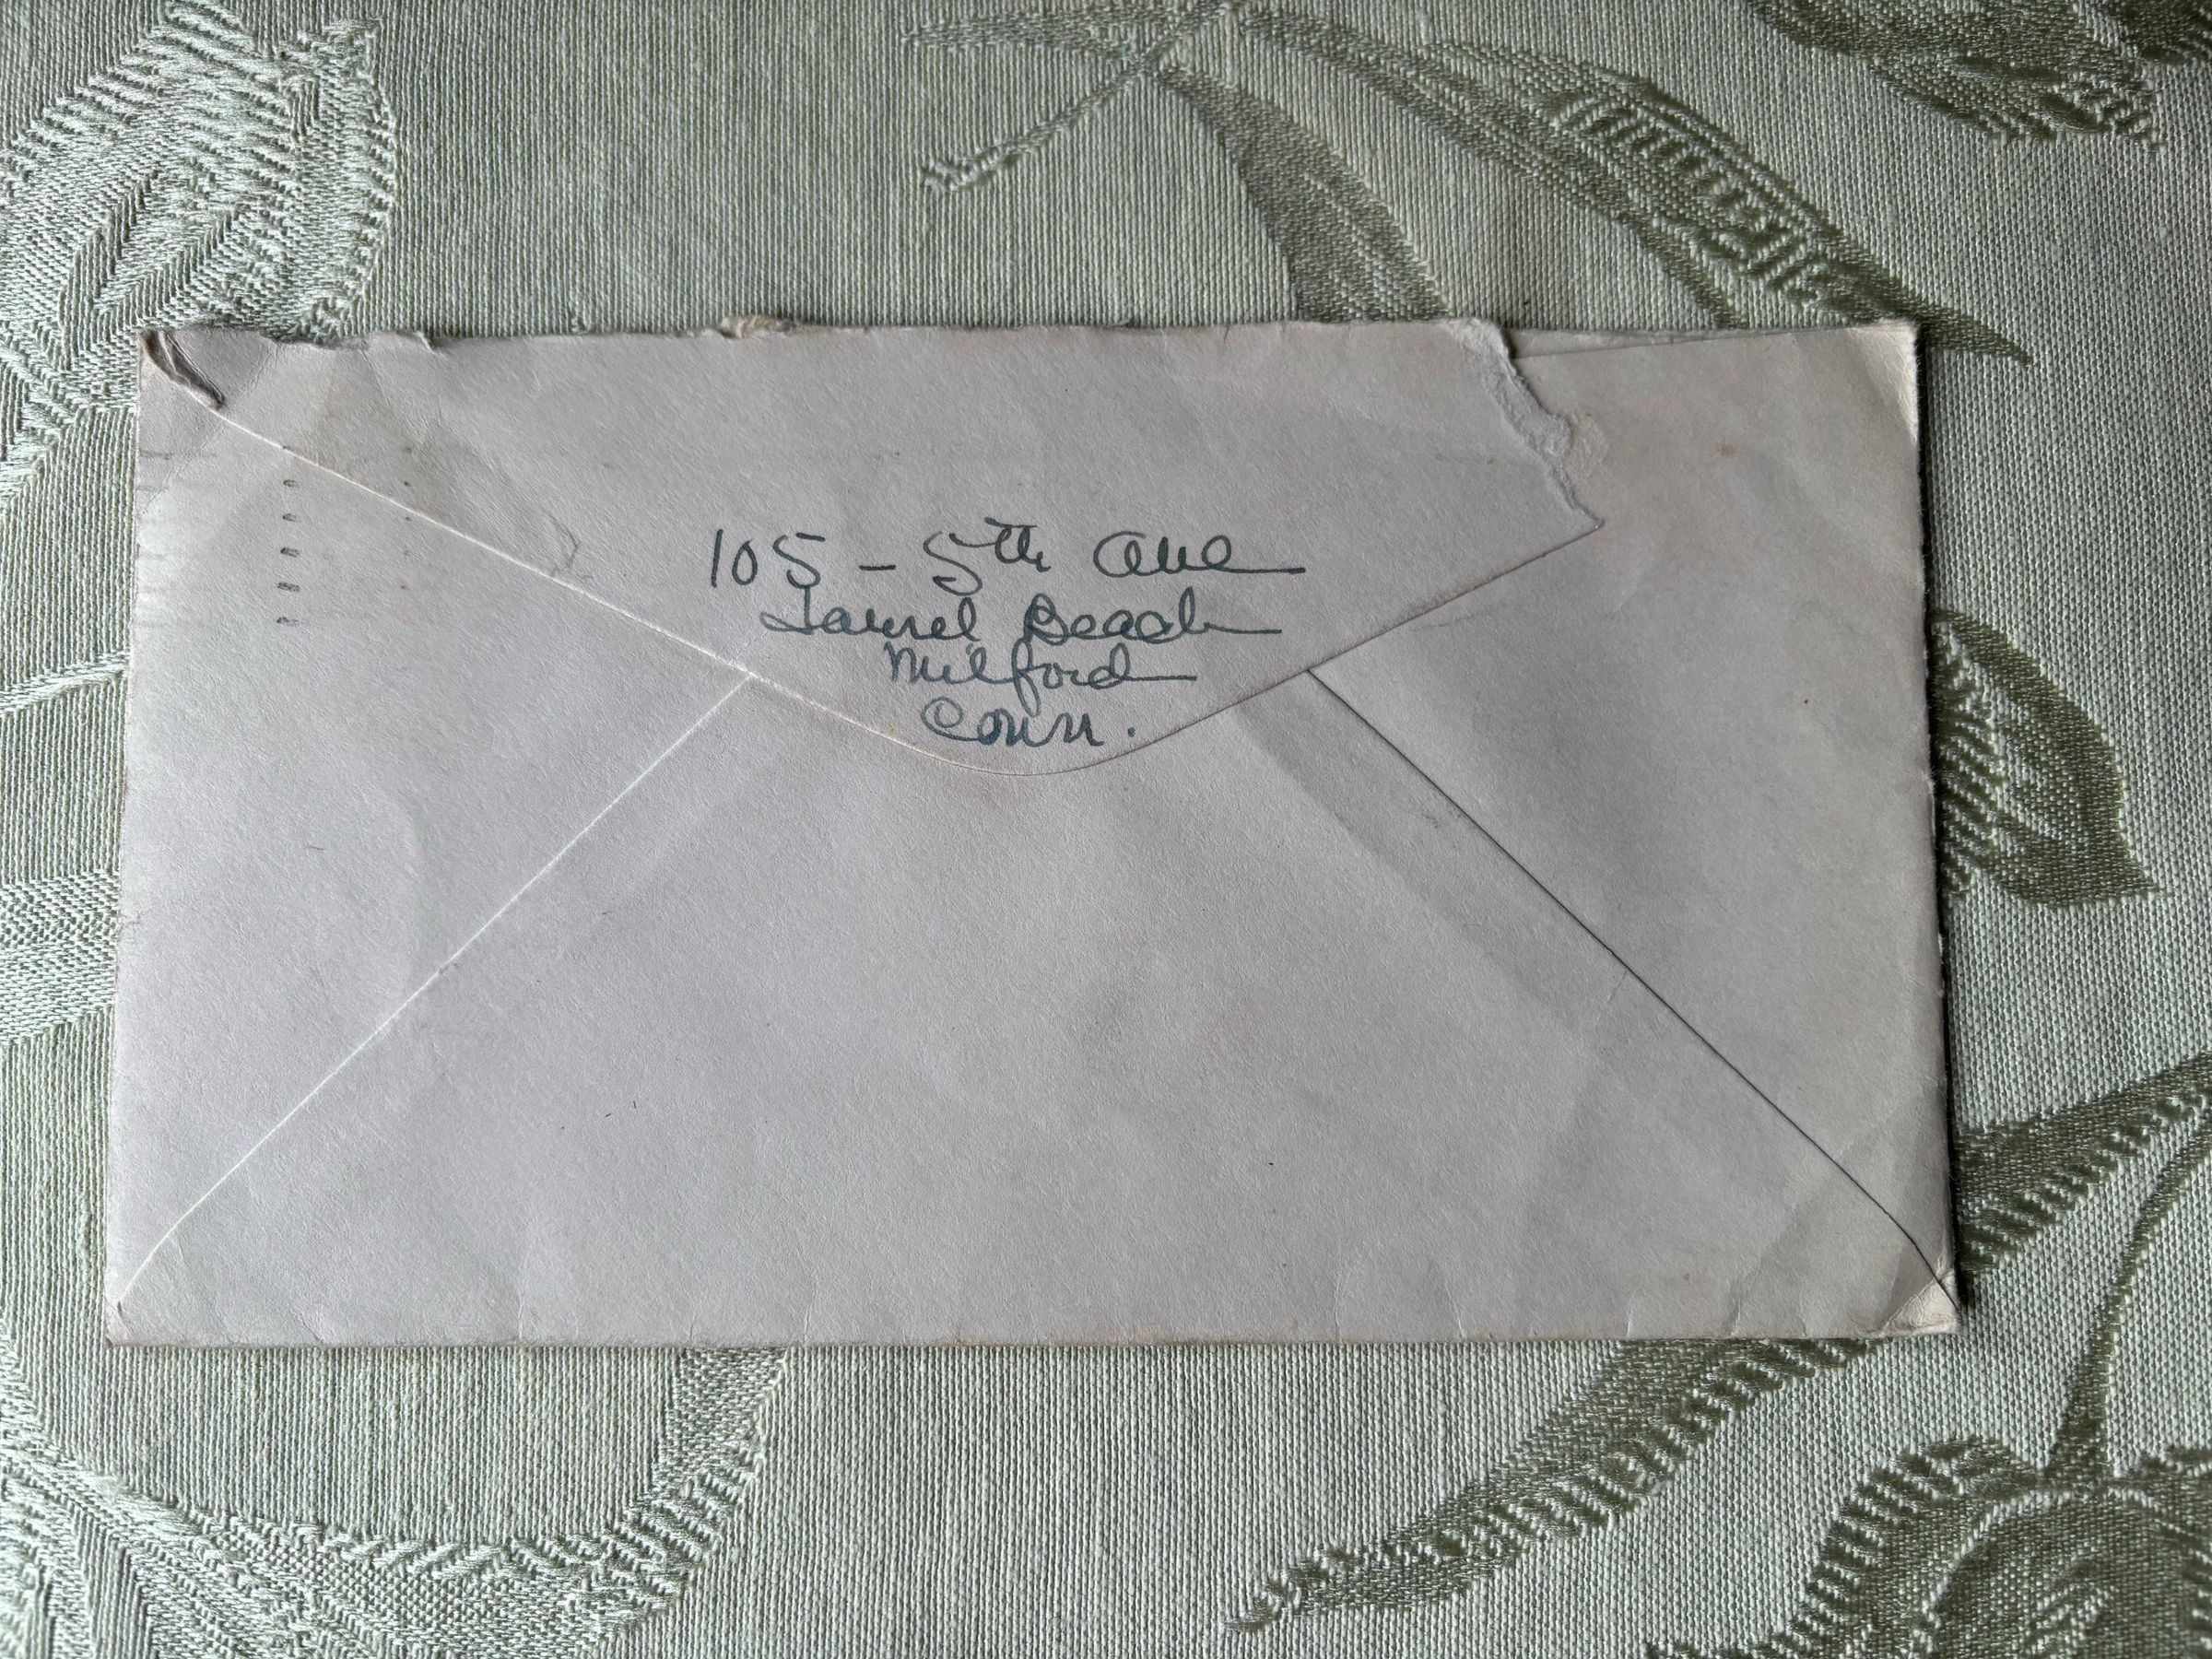 105 - 5th Ave
Laurel Beach
Milford
Conn.